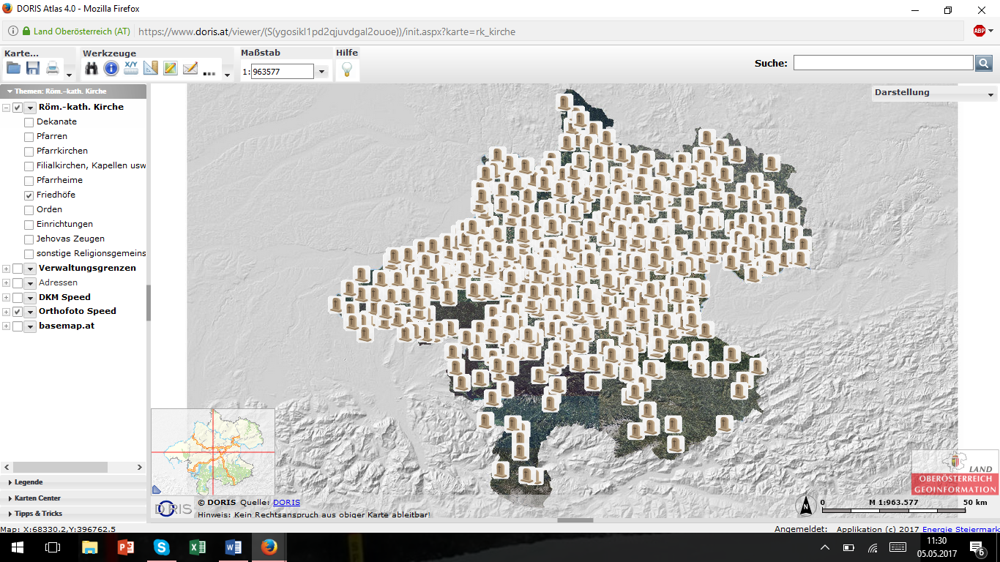 DORIS Atlas 4.0 - Mozilla Firefox
Land Oberösterreich (AT) https://www.doris.at/viewer/(S(ygosikl1pd2qjuvdgal2ouoe))/init.aspx?karte=rk_kirche
ABP
Karte... Werkzeuge Maßstab Hilfe
X/Y ... 1: 963577
Suche:
Themen: Röm.-kath. Kirche
Darstellung
Röm.-kath. Kirche
Dekanate
Pfarren
Pfarrkirchen
Filialkirchen, Kapellen usw
Pfarrheime
Friedhöfe
Orden
Einrichtungen
Jehovas Zeugen
sonstige Religionsgemeins
Verwaltungsgrenzen
Adressen
DKM Speed
Orthofoto Speed
basemap.at
Legende
Karten Center
Tipps & Tricks
DORIS
© DORIS Quelle: DORIS
Hinweis: Kein Rechtsanspruch aus obiger Karte ableitbar!
LAND
OBERÖSTERREICH
GEOINFORMATION
N
0 M 1:963.577 50 km
Map: X:68330.2,Y:396762.5
Angemeldet: Applikation (c) 2017 Energie Steiermark
11:30
05.05.2017
6